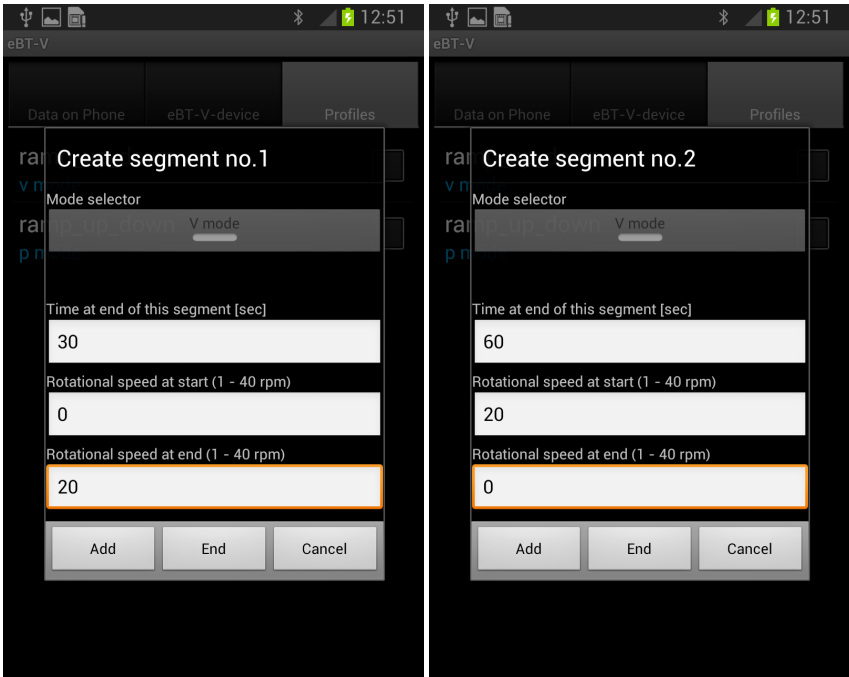 12:51
eBT-V
Data on Phone eBT-V-device Profiles
Create segment no.1
Mode selector
ramp_up_down
V mode
p mode
Time at end of this segment [sec]
30
Rotational speed at start (1 - 40 rpm)
0
Rotational speed at end (1 - 40 rpm)
20
Add End Cancel
12:51
eBT-V
Data on Phone eBT-V-device Profiles
Create segment no.2
Mode selector
ramp_up_down
V mode
p mode
Time at end of this segment [sec]
60
Rotational speed at start (1 - 40 rpm)
20
Rotational speed at end (1 - 40 rpm)
0
Add End Cancel